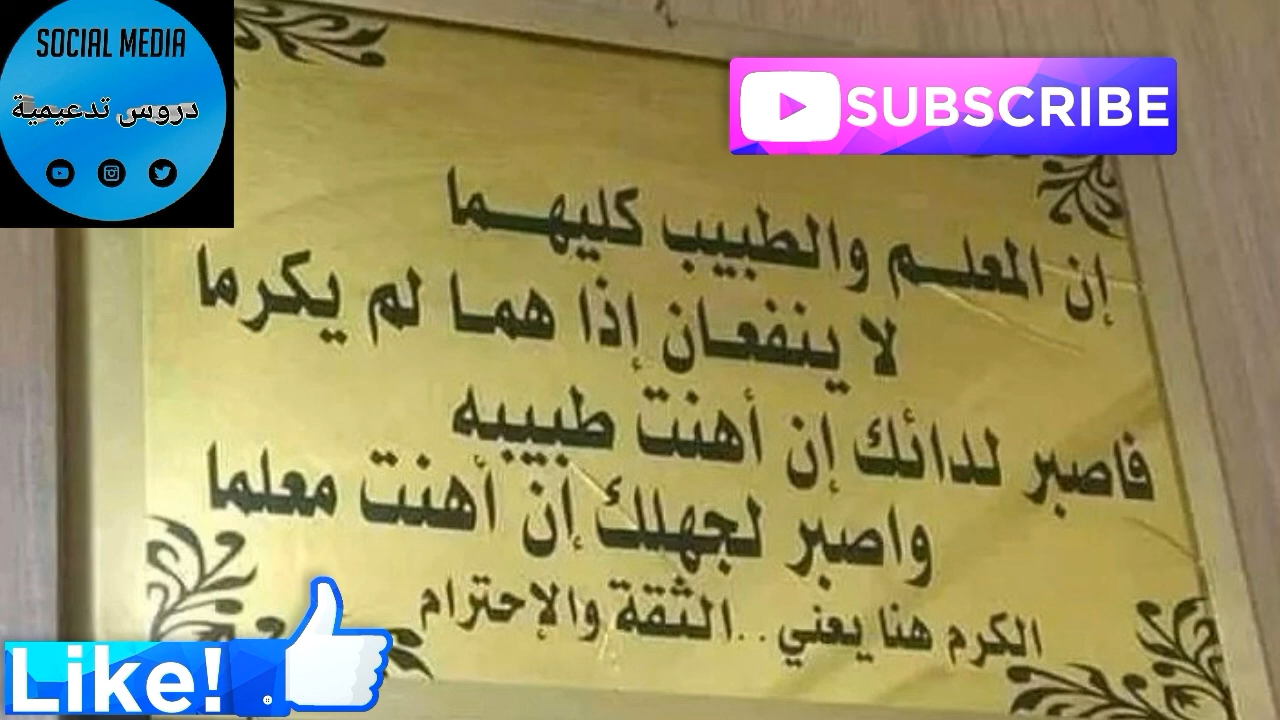 SOCIAL MEDIA
دروس تدعيمية
SUBSCRIBE
إن المعلم والطبيب كليهما
لا ينفعان إذا هما لم يكرما
فاصبر لدائك إن أهنت طبيبه
واصبر لجهلك إن أهنت معلما
الكرم هنا يعني..الثقة والإحترام
Like!